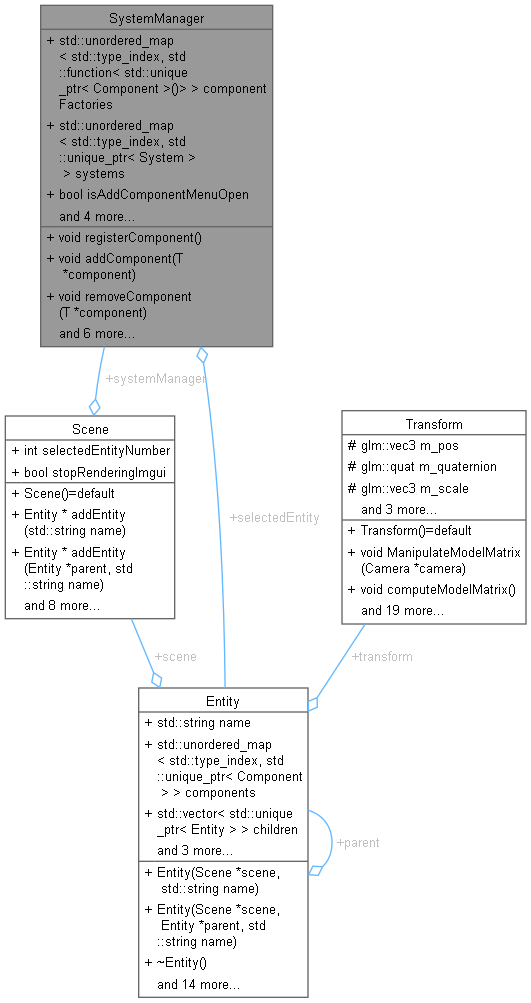 SystemManager
+ std::unordered_map
< std::type_index, std
::function< std::unique
_ptr< Component >()> > component
Factories
+ std::unordered_map
< std::type_index, std
::unique_ptr< System >
> systems
+ bool isAddComponentMenuOpen
and 4 more...
+ void registerComponent()
+ void addComponent(T
*component)
+ void removeComponent
(T *component)
and 6 more...
+systemManager
Scene
+ int selectedEntityNumber
+ bool stopRenderingImgui
+ Scene()=default
+ Entity * addEntity
(std::string name)
+ Entity * addEntity
(Entity *parent, std
::string name)
and 8 more...
Transform
# glm::vec3 m_pos
# glm::quat m_quaternion
# glm::vec3 m_scale
and 3 more...
+ Transform()=default
+ void ManipulateModelMatrix
(Camera *camera)
+ void computeModelMatrix()
and 19 more...
+selectedEntity
+scene
+transform
Entity
+ std::string name
+ std::unordered_map
< std::type_index, std
::unique_ptr< Component
> > components
+ std::vector< std::unique
_ptr< Entity > > children
and 3 more...
+ Entity(Scene *scene,
std::string name)
+ Entity(Scene *scene,
Entity *parent, std
::string name)
+ ~Entity()
and 14 more...
+parent